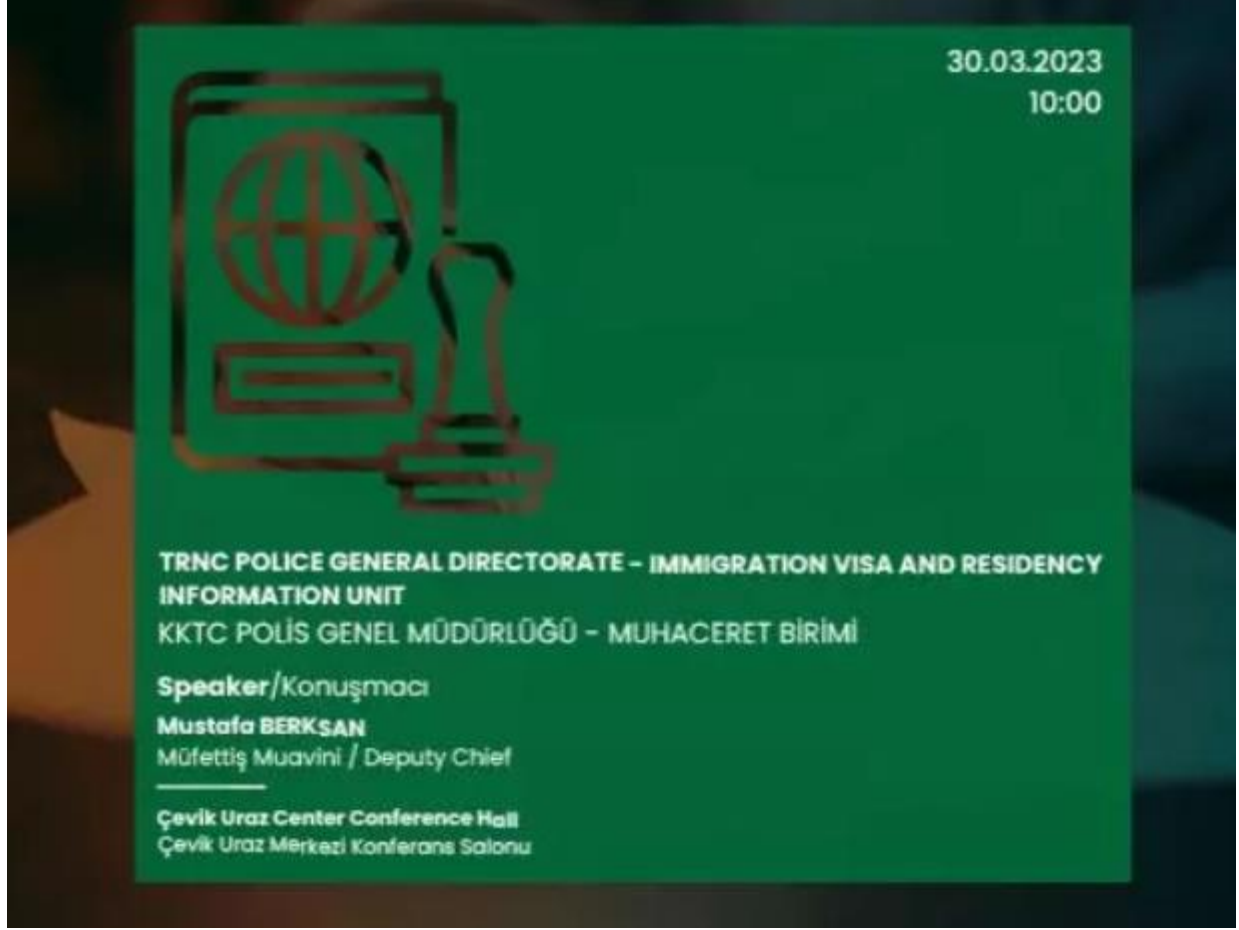 30.03.2023
10:00
TRNC POLICE GENERAL DIRECTORATE - IMMIGRATION VISA AND RESIDENCY
INFORMATION UNIT
KKTC POLİS GENEL MÜDÜRLÜĞÜ - MUHACERET BİRİMİ
Speaker/Konuşmacı
Mustafa BERKSAN
Müfettiş Muavini / Deputy Chief
Çevik Uraz Center Conference Hall
Çevik Uraz Merkezi Konferans Salonu